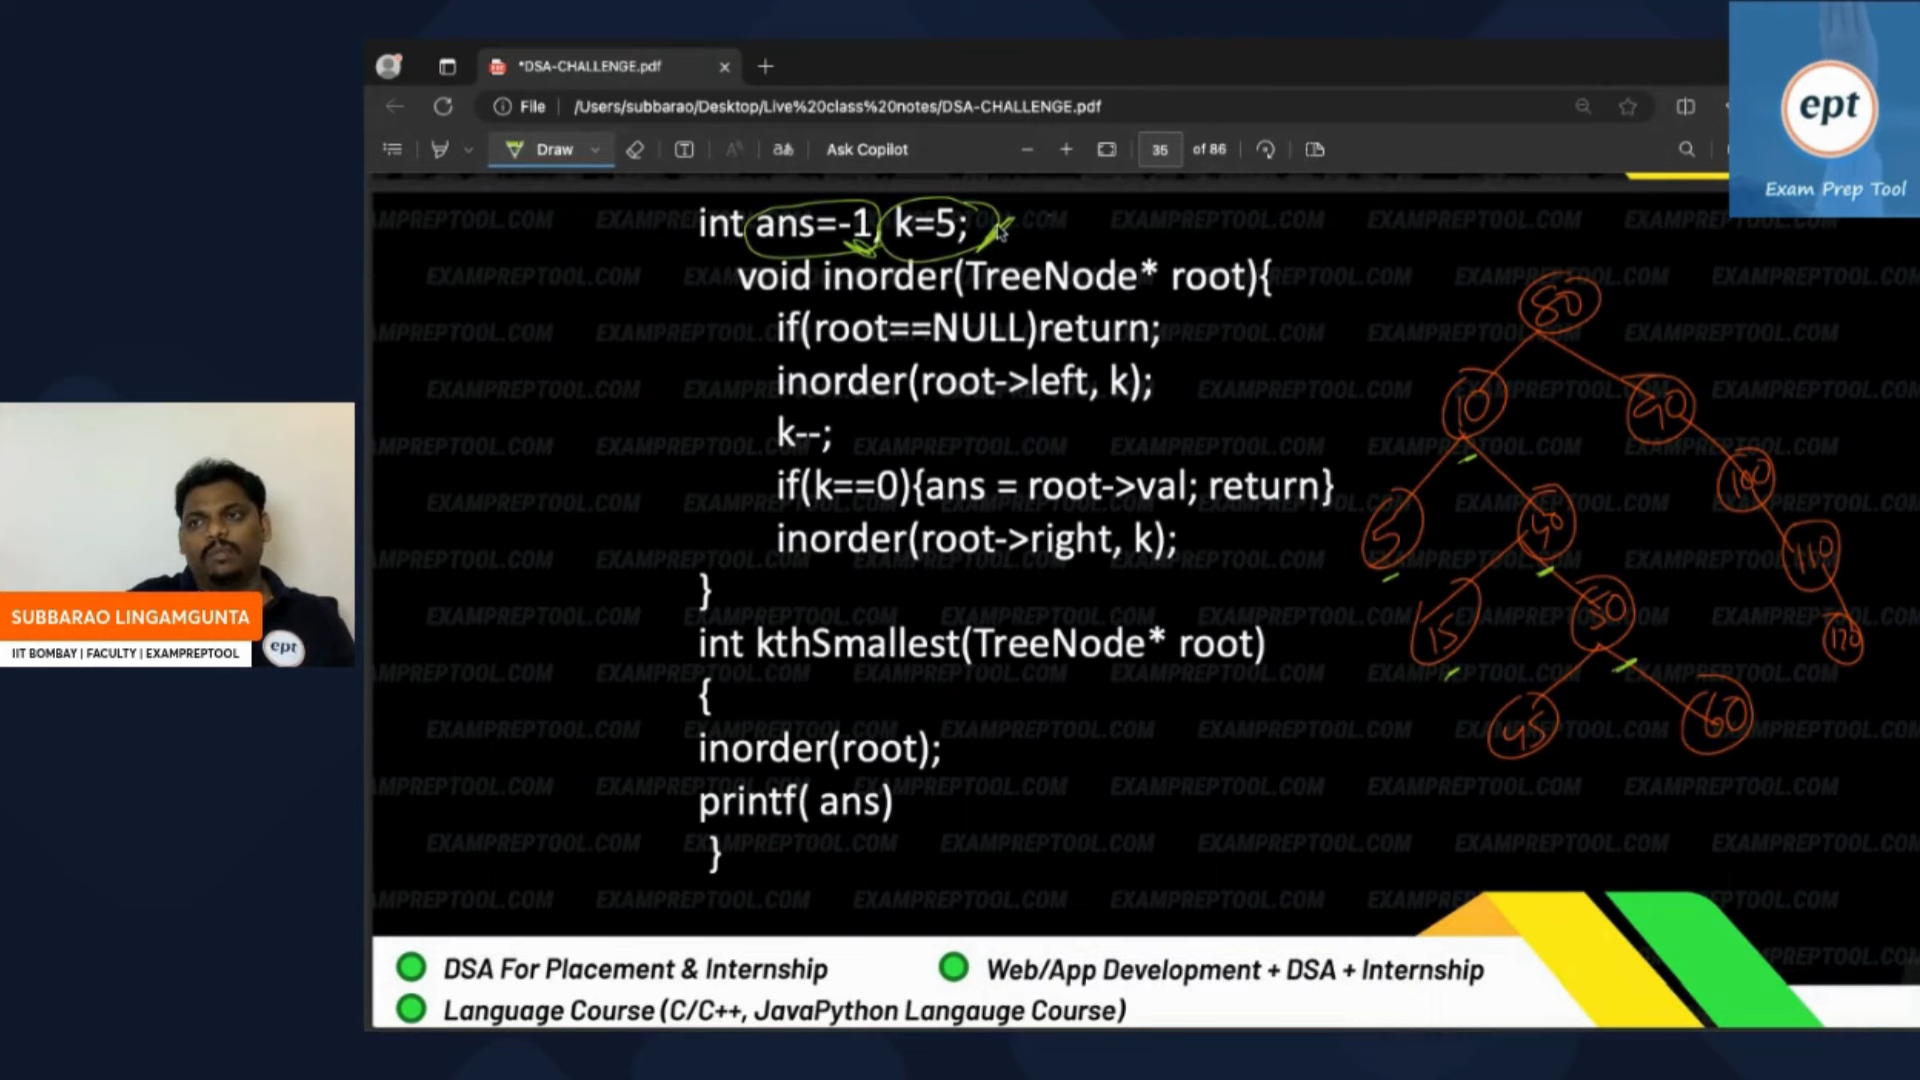 *DSA-CHALLENGE.pdf
File
/Users/subbarao/Desktop/Live%20class%20notes/DSA-CHALLENGE.pdf
Draw
Ask Copilot
35
of 86
ept
Exam Prep Tool
int ans=-1, k=5;
void inorder(TreeNode* root){
if(root==NULL)return;
inorder(root->left, k);
k--;
if(k==0){ans = root->val; return}
inorder(root->right, k);
}
int kthSmallest(TreeNode* root)
{
inorder(root);
printf( ans)
}
80
10
90
100
5
40
110
15
50
120
45
60
EXAMPREPTOOL.COM
SUBBARAO LINGAMGUNTA
IIT BOMBAY | FACULTY | EXAMPREPTOOL
ept
DSA For Placement & Internship
Web/App Development + DSA + Internship
Language Course (C/C++, JavaPython Langauge Course)